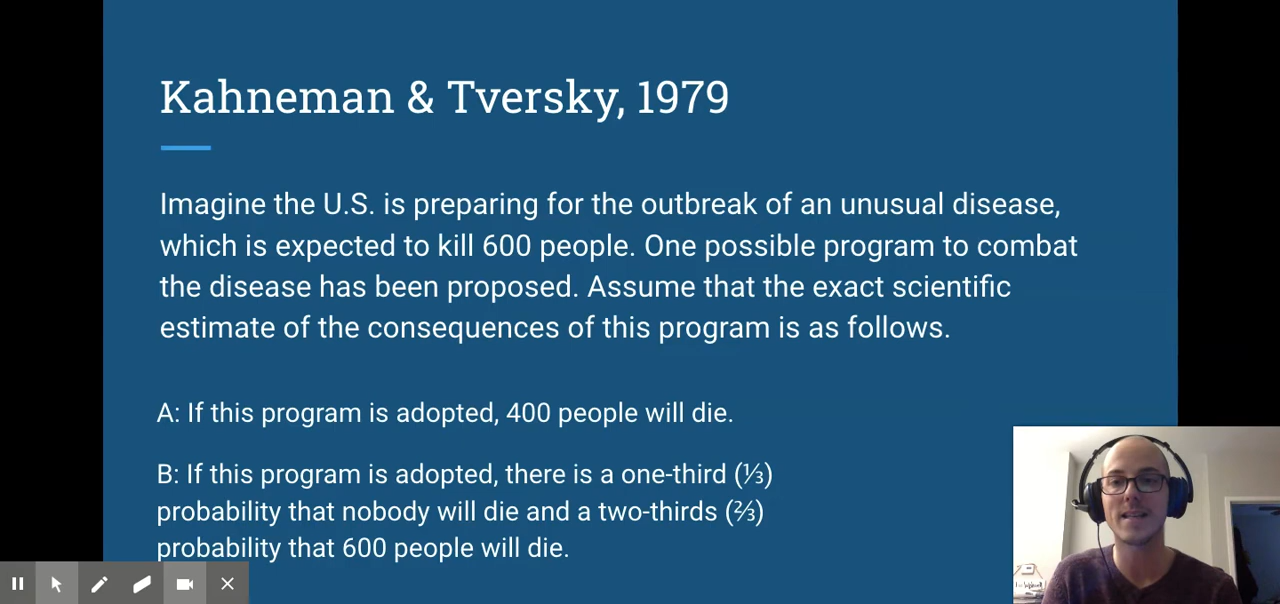 Kahneman & Tversky, 1979
Imagine the U.S. is preparing for the outbreak of an unusual disease,
which is expected to kill 600 people. One possible program to combat
the disease has been proposed. Assume that the exact scientific
estimate of the consequences of this program is as follows.
A: If this program is adopted, 400 people will die.
B: If this program is adopted, there is a one-third (⅓)
probability that nobody will die and a two-thirds (⅔)
probability that 600 people will die.